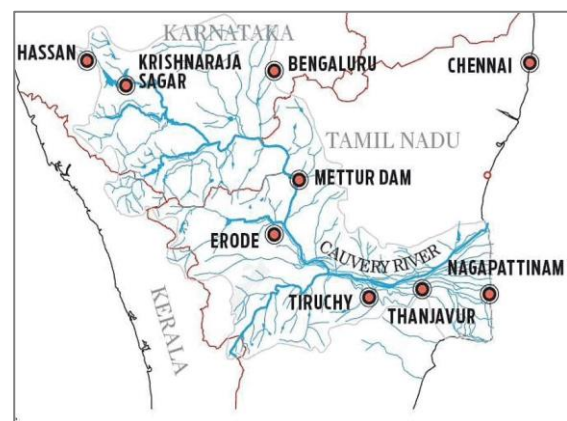 KARNATAKA
HASSAN
KRISHNARAJA
SAGAR
BENGALURU
CHENNAI
TAMIL NADU
METTUR DAM
ERODE
CAUVERY RIVER
NAGAPATTINAM
TIRUCHY
THANJAVUR
KERALA